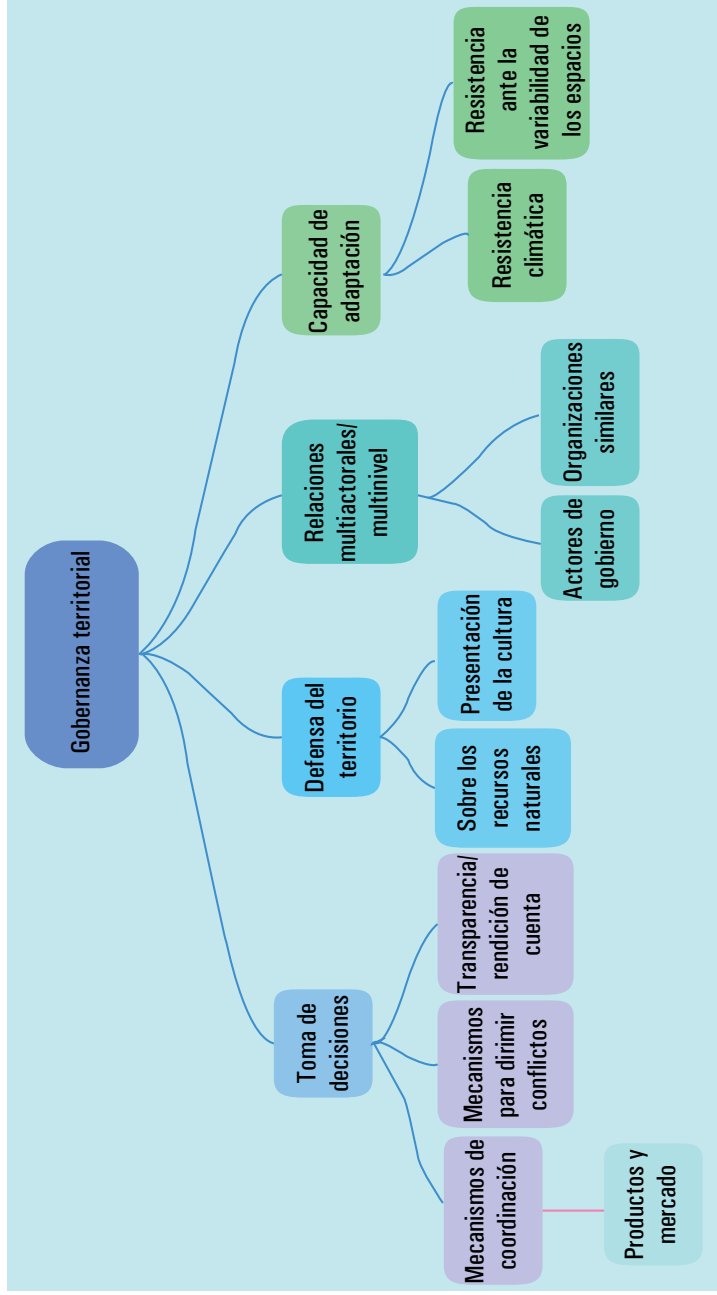 Gobernanza territorial
Toma de
decisiones
Defensa del
territorio
Relaciones
multiactorales/
multinivel
Capacidad de
adaptación
Mecanismos de
coordinación
Mecanismos
para dirimir
conflictos
Transparencia/
rendición de
cuenta
Sobre los
recursos
naturales
Presentación
de la cultura
Actores de
gobierno
Organizaciones
similares
Resistencia
climática
Resistencia
ante la
variabilidad de
los espacios
Productos y
mercado